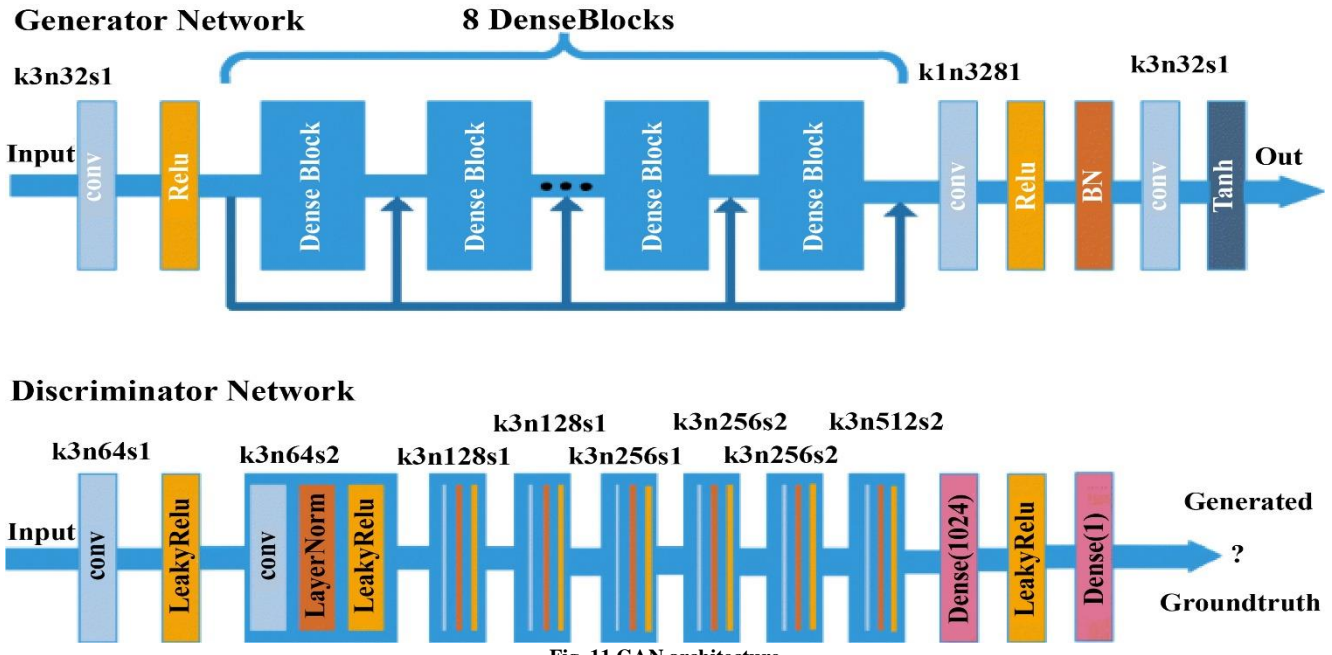 Generator Network
8 DenseBlocks
k3n32s1
k1n3281
k3n32s1
Input
conv
Relu
Dense Block
Dense Block
Dense Block
Dense Block
conv
Relu
BN
conv
Tanh
Out
Discriminator Network
k3n64s1
k3n64s2
k3n128s1
k3n128s1
k3n256s1
k3n256s2
k3n256s2
k3n512s2
Input
conv
LeakyRelu
conv
LayerNorm
LeakyRelu
Dense(1024)
LeakyRelu
Dense(1)
Generated
?
Groundtruth
Fig. 11 GAN architecture